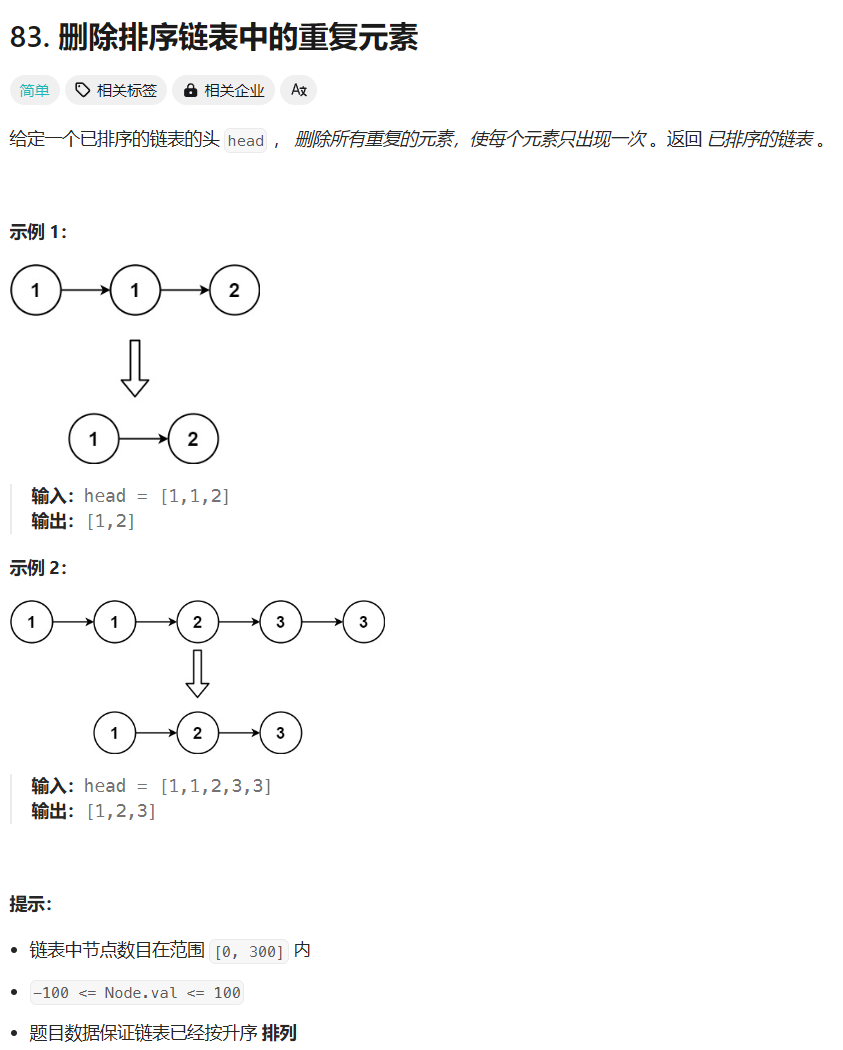 83. 删除排序链表中的重复元素
简单 相关标签 相关企业 Ax
给定一个已排序的链表的头 head ， 删除所有重复的元素，使每个元素只出现一次 。返回 已排序的链表 。
示例 1：
1 1 2
1 2
输入：head = [1,1,2]
输出：[1,2]
示例 2：
1 1 2 3 3
1 2 3
输入：head = [1,1,2,3,3]
输出：[1,2,3]
提示：
• 链表中节点数目在范围 [0, 300] 内
• -100 <= Node.val <= 100
• 题目数据保证链表已经按升序 排列